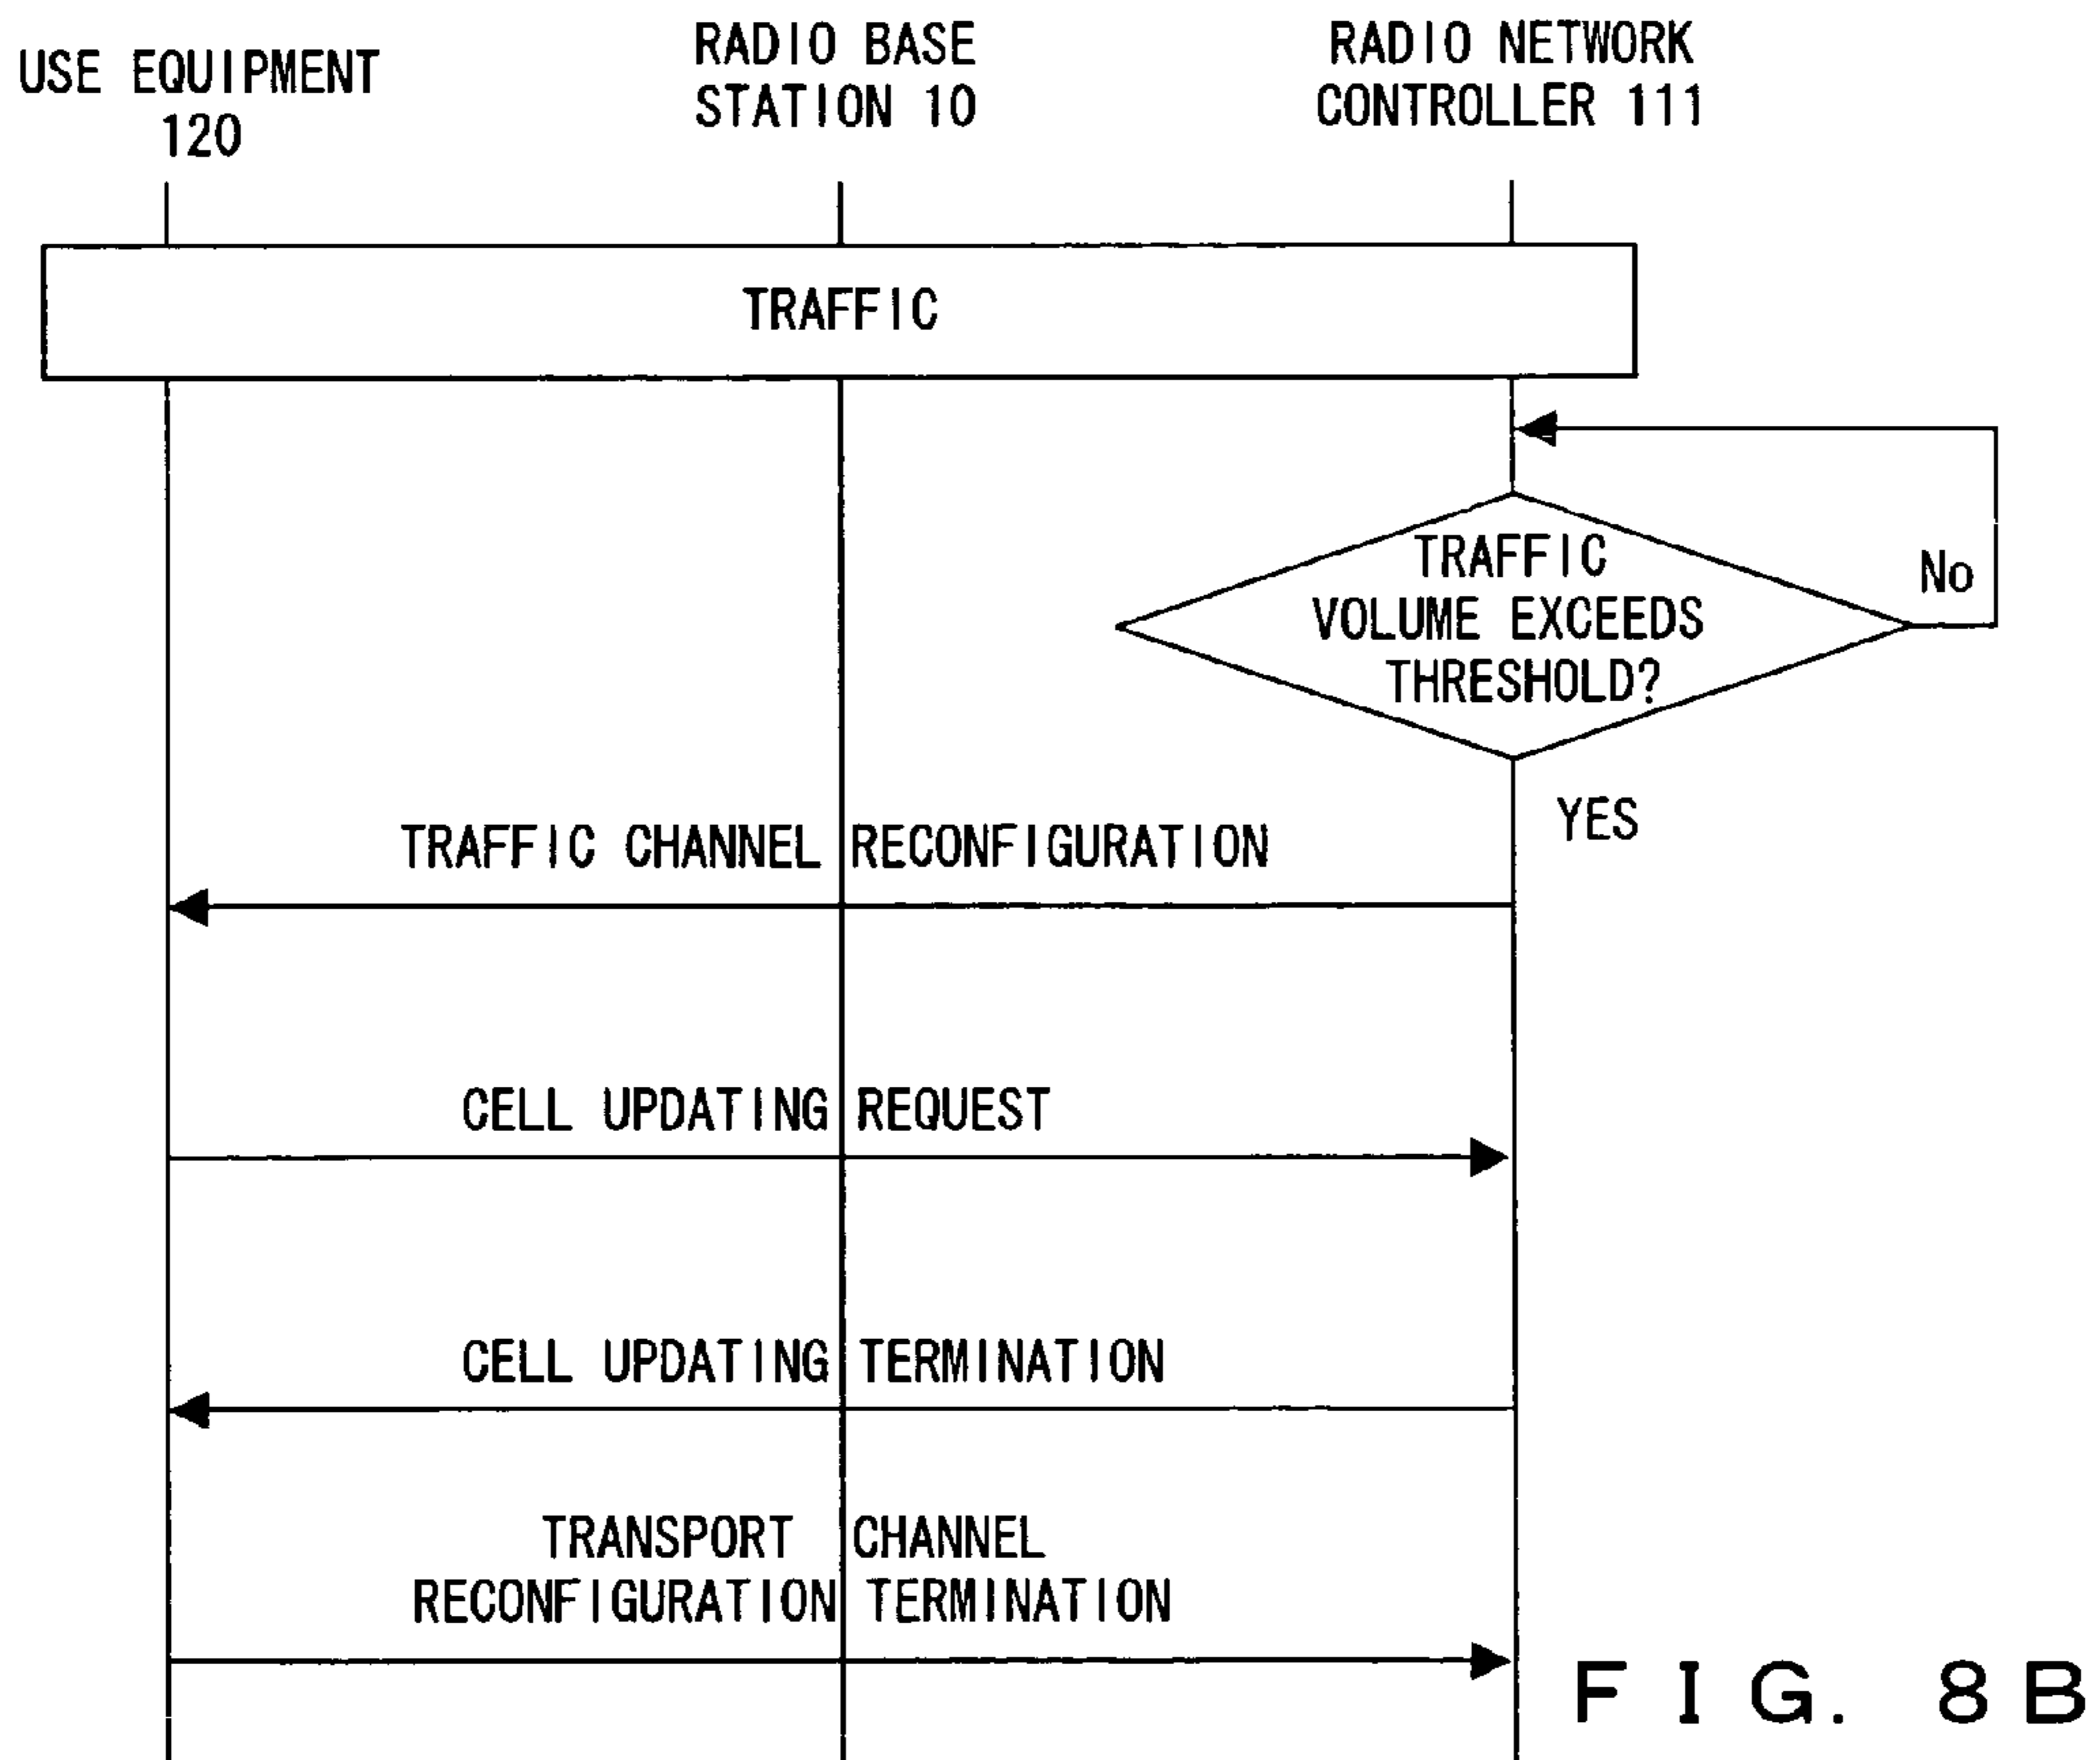 USE EQUIPMENT
120
RADIO BASE
STATION 10
RADIO NETWORK
CONTROLLER 111
TRAFFIC
TRAFFIC
VOLUME EXCEEDS
THRESHOLD?
No
YES
TRAFFIC CHANNEL RECONFIGURATION
CELL UPDATING REQUEST
CELL UPDATING TERMINATION
TRANSPORT CHANNEL
RECONFIGURATION TERMINATION
FIG. 8B